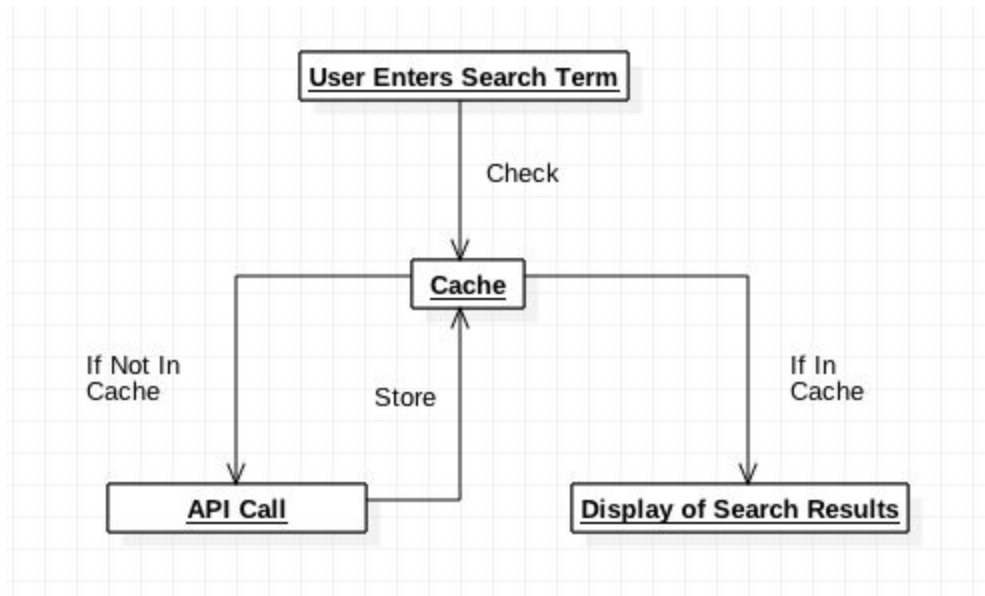 User Enters Search Term
Check
Cache
If Not In
Cache
Store
If In
Cache
API Call
Display of Search Results